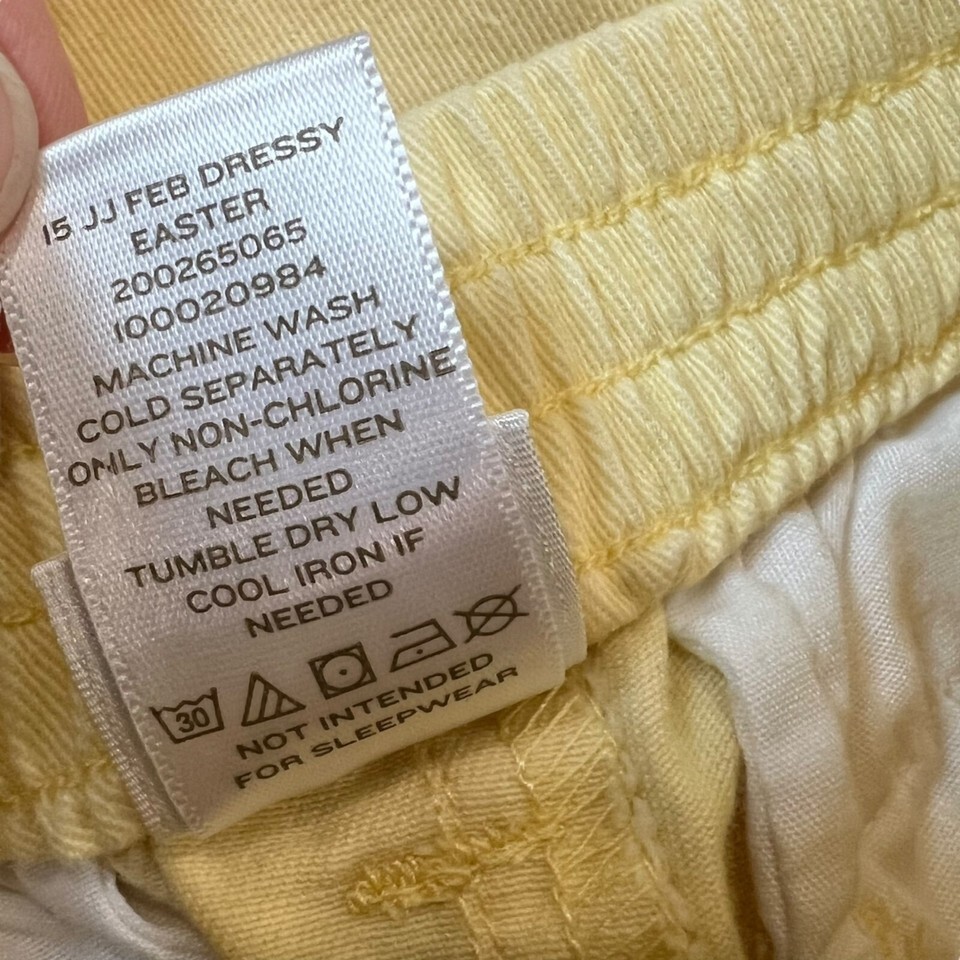 15 JJ FEB DRESSY
EASTER
200265065
100020984
MACHINE WASH
COLD SEPARATELY
ONLY NON-CHLORINE
BLEACH WHEN
NEEDED
TUMBLE DRY LOW
COOL IRON IF
NEEDED
30
NOT INTENDED
FOR SLEEPWEAR